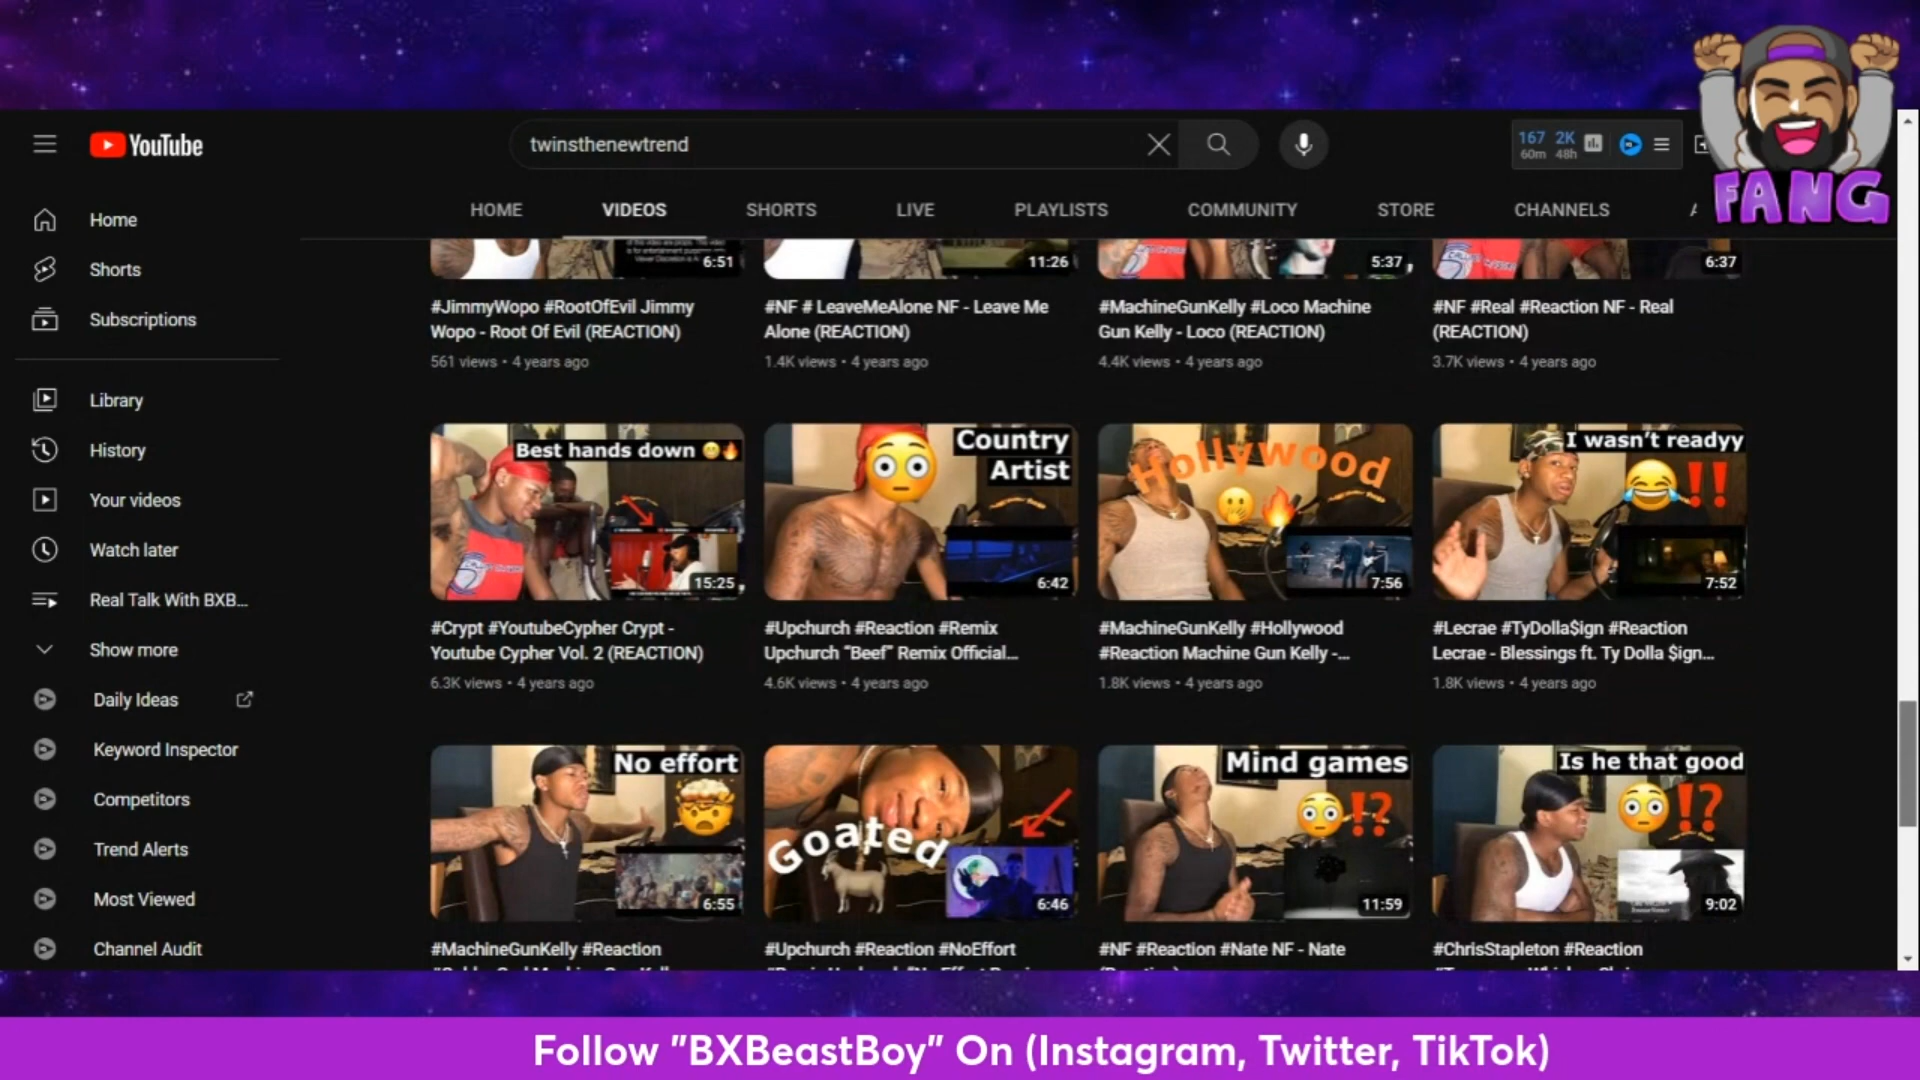 YouTube
twinsthenewtrend
167 2K
60m 48h
FANG
HOME VIDEOS SHORTS LIVE PLAYLISTS COMMUNITY STORE CHANNELS
Home
Shorts
Subscriptions
Library
History
Your videos
Watch later
Real Talk With BXB...
Show more
Daily Ideas
Keyword Inspector
Competitors
Trend Alerts
Most Viewed
Channel Audit
6:51
11:26
5:37
6:37
#JimmyWopo #RootOfEvil Jimmy
Wopo - Root Of Evil (REACTION)
561 views • 4 years ago
#NF # LeaveMeAlone NF - Leave Me
Alone (REACTION)
1.4K views • 4 years ago
#MachineGunKelly #Loco Machine
Gun Kelly - Loco (REACTION)
4.4K views • 4 years ago
#NF #Real #Reaction NF - Real
(REACTION)
3.7K views • 4 years ago
Best hands down
15:25
Country
Artist
6:42
Hollywood
7:56
I wasn't readyy
7:52
#Crypt #YoutubeCypher Crypt -
Youtube Cypher Vol. 2 (REACTION)
6.3K views • 4 years ago
#Upchurch #Reaction #Remix
Upchurch "Beef" Remix Official...
4.6K views • 4 years ago
#MachineGunKelly #Hollywood
#Reaction Machine Gun Kelly -...
1.8K views • 4 years ago
#Lecrae #TyDolla$ign #Reaction
Lecrae - Blessings ft. Ty Dolla $ign...
1.8K views • 4 years ago
No effort
6:55
Goated
6:46
Mind games
11:59
Is he that good
9:02
#MachineGunKelly #Reaction
#Upchurch #Reaction #NoEffort
#NF #Reaction #Nate NF - Nate
#ChrisStapleton #Reaction
Follow "BXBeastBoy" On (Instagram, Twitter, TikTok)